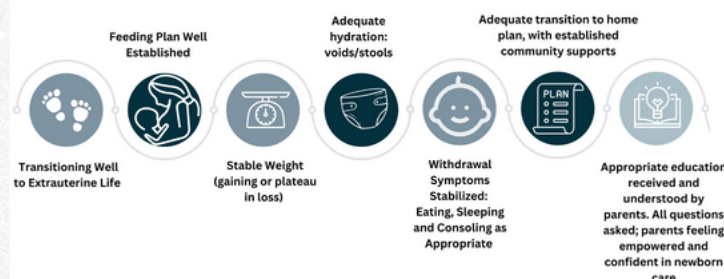 Transitioning Well
to Extrauterine Life
Feeding Plan Well
Established
Stable Weight
(gaining or plateau
in loss)
Adequate
hydration:
voids/stools
Withdrawal
Symptoms
Stabilized:
Eating, Sleeping
and Consoling as
Appropriate
Adequate transition to home
plan, with established
community supports
PLAN
Appropriate education
received and
understood by
parents. All questions
asked; parents feeling
empowered and
confident in newborn
care